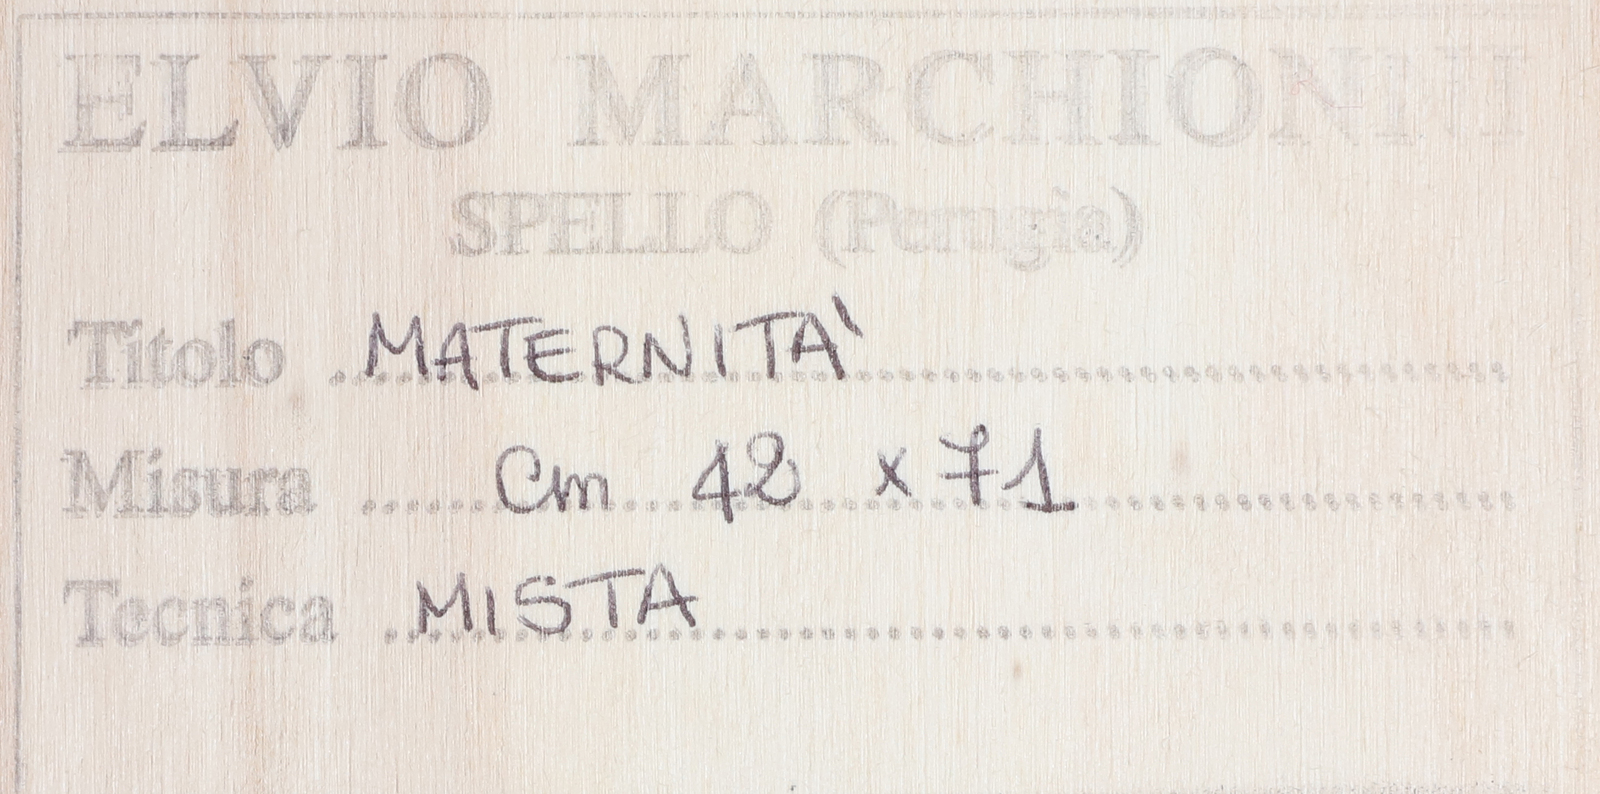 ELVIO MARCHIONNI
SPELLO (Perugia)
Titolo MATERNITA'
Misura Cm 42 x 71
Tecnica MISTA